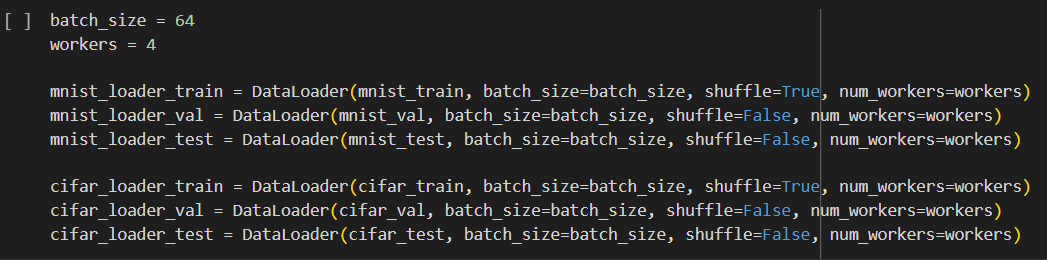 [ ] batch_size = 64
workers = 4
mnist_loader_train = DataLoader(mnist_train, batch_size=batch_size, shuffle=True, num_workers=workers)
mnist_loader_val = DataLoader(mnist_val, batch_size=batch_size, shuffle=False, num_workers=workers)
mnist_loader_test = DataLoader(mnist_test, batch_size=batch_size, shuffle=False, num_workers=workers)
cifar_loader_train = DataLoader(cifar_train, batch_size=batch_size, shuffle=True, num_workers=workers)
cifar_loader_val = DataLoader(cifar_val, batch_size=batch_size, shuffle=False, num_workers=workers)
cifar_loader_test = DataLoader(cifar_test, batch_size=batch_size, shuffle=False, num_workers=workers)